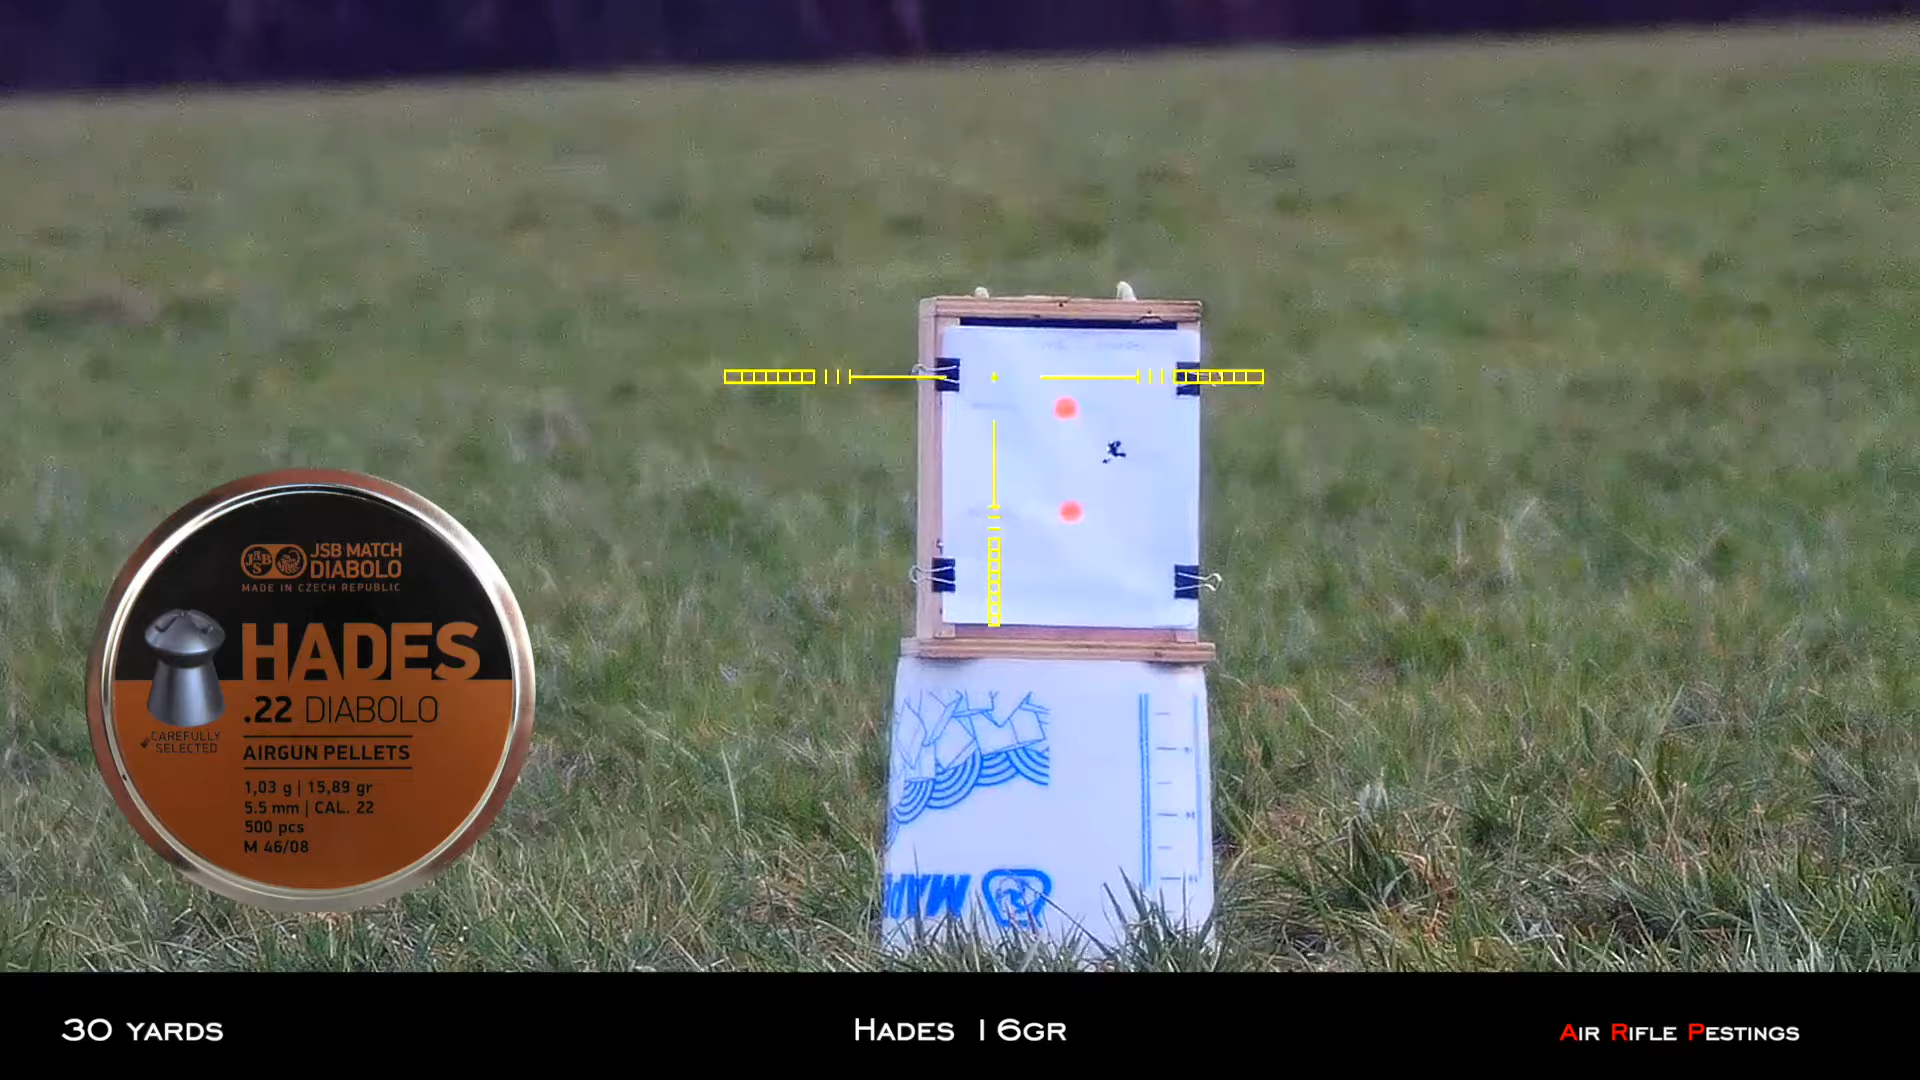 JSB
JSB MATCH
DIABOLO
MADE IN CZECH REPUBLIC
HADES
.22 DIABOLO
CAREFULLY
SELECTED
AIRGUN PELLETS
1,03 g | 15,89 gr
5.5 mm | CAL. 22
500 pcs
M 46/08
30 YARDS
HADES 16GR
AIR RIFLE PESTINGS